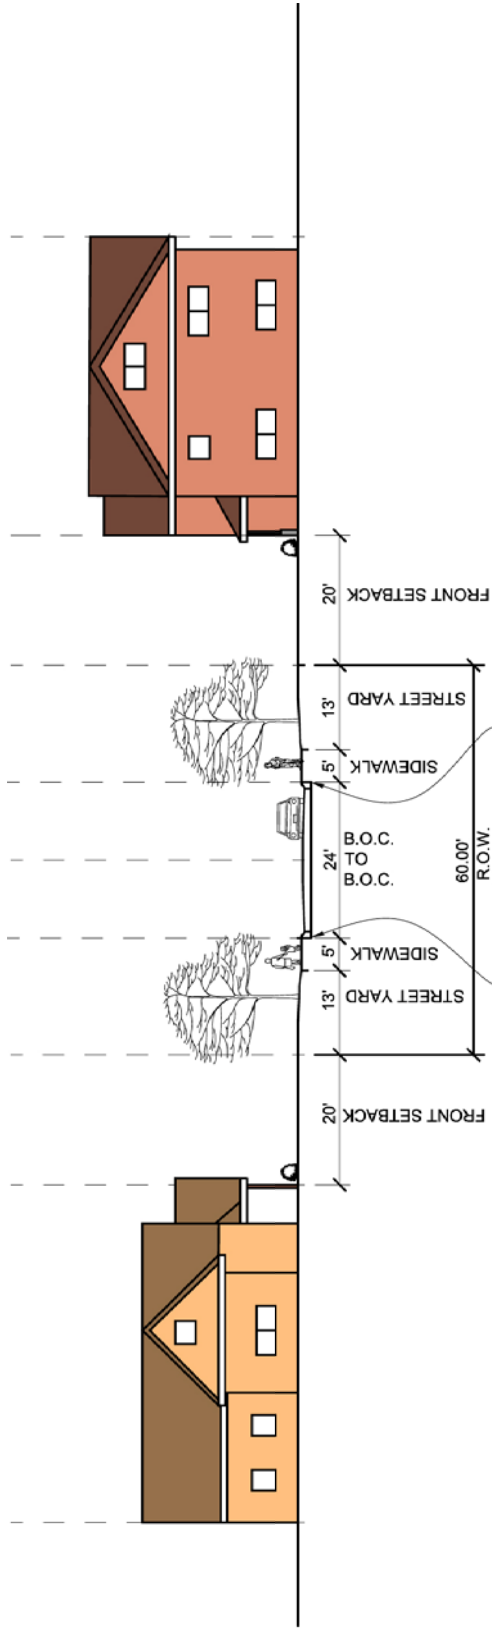 20'
FRONT SETBACK
13'
STREET YARD
5'
SIDEWALK
24'
B.O.C.
TO
B.O.C.
60.00'
R.O.W.
5'
SIDEWALK
13'
STREET YARD
20'
FRONT SETBACK